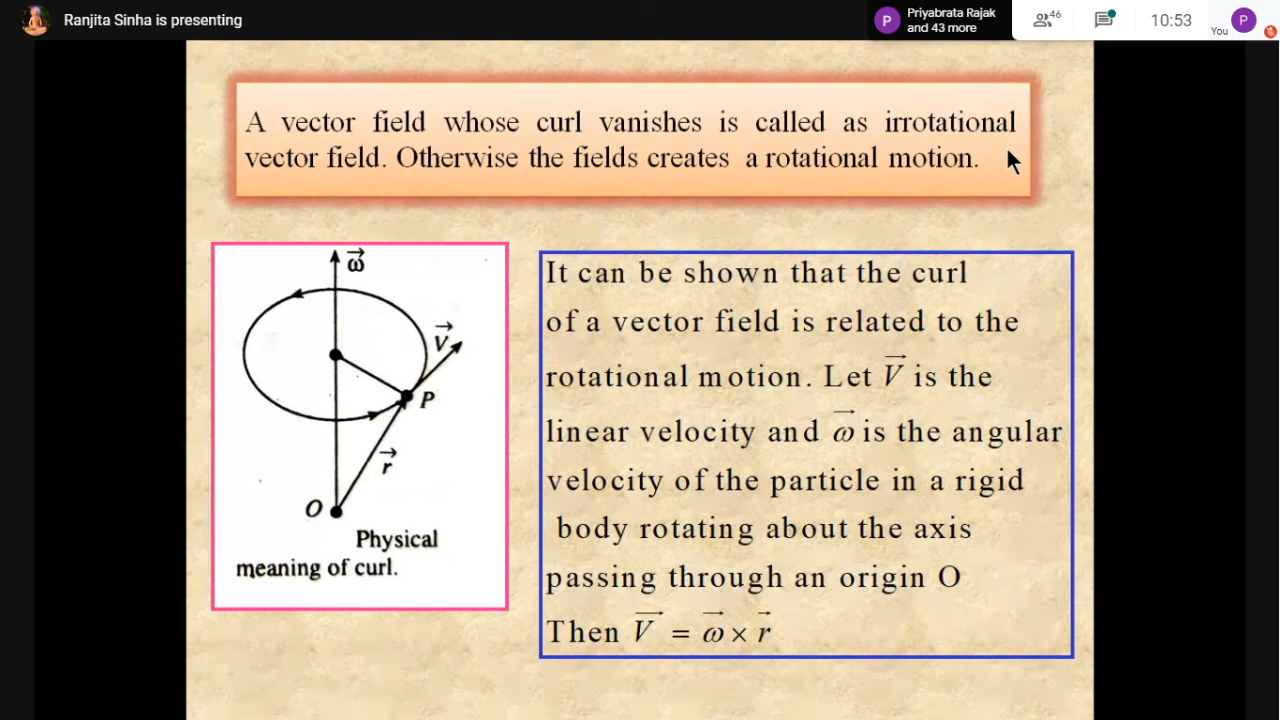 Ranjita Sinha is presenting
P
Priyabrata Rajak
and 43 more
46
10:53
You
P
A vector field whose curl vanishes is called as irrotational
vector field. Otherwise the fields creates a rotational motion.
ω⃗
V⃗
P
r⃗
O
Physical
meaning of curl.
It can be shown that the curl
of a vector field is related to the
rotational motion. Let V⃗ is the
linear velocity and ω⃗ is the angular
velocity of the particle in a rigid
body rotating about the axis
passing through an origin O
Then V⃗ = ω⃗ × r⃗